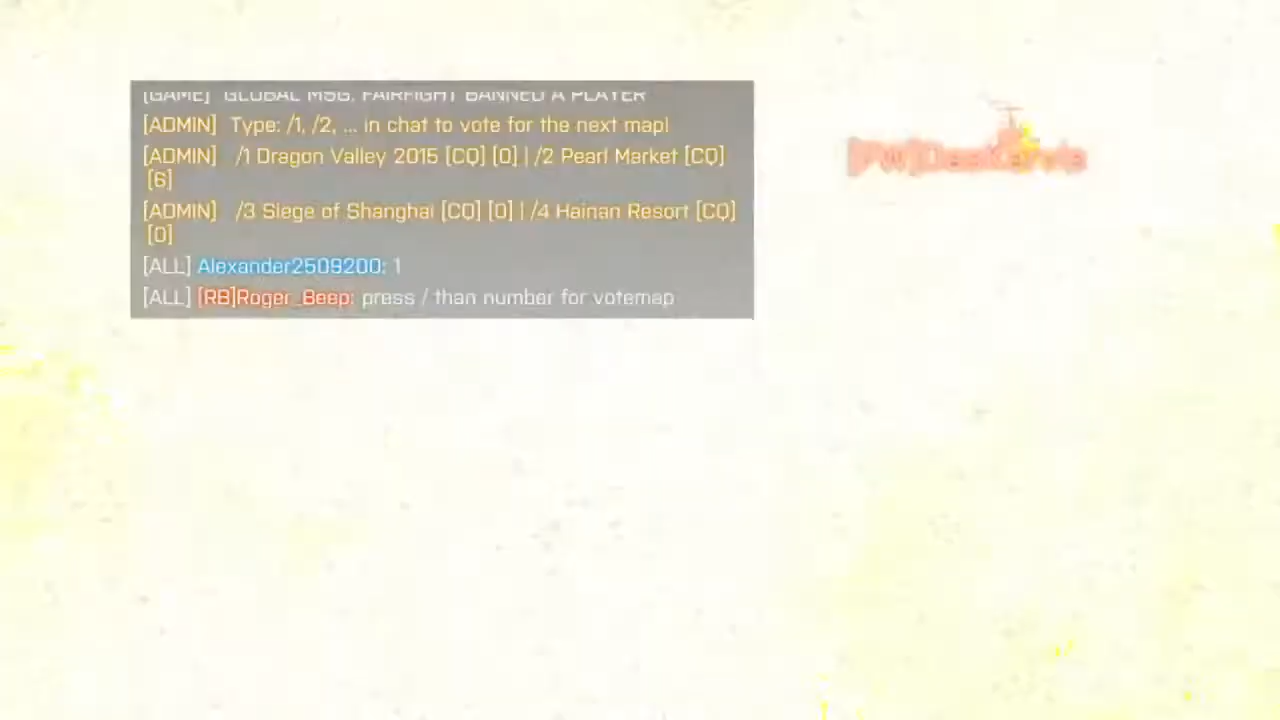 [GAME] GLOBAL MSG, FAIRFIGHT BANNED A PLAYER
[ADMIN] Type: /1, /2, ... in chat to vote for the next map!
[ADMIN] /1 Dragon Valley 2015 [CQ] [0] | /2 Pearl Market [CQ]
[6]
[ADMIN] /3 Siege of Shanghai [CQ] [0] | /4 Hainan Resort [CQ]
[0]
[ALL] Alexander2509200: 1
[ALL] [RB]Roger_Beep: press / than number for votemap